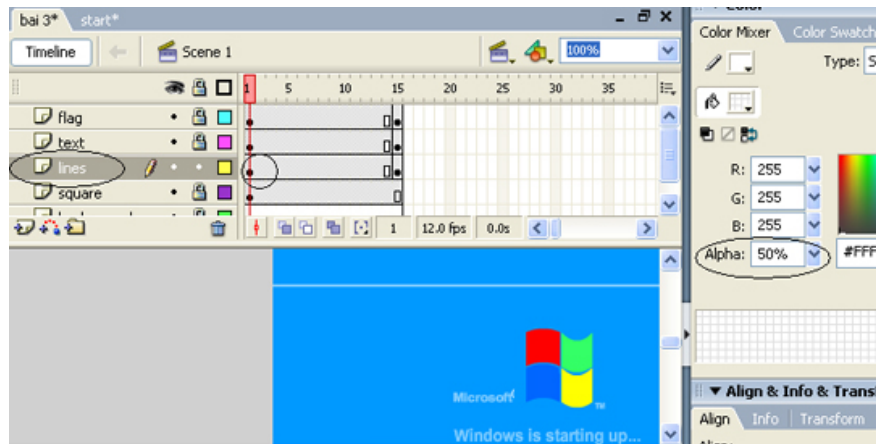 bai 3* start*
Color
Color Mixer Color Swatch
Timeline Scene 1 100%
Type: S
1 5 10 15 20 25 30 35
flag
text
lines
square
R: 255
G: 255
B: 255
Alpha: 50% #FFF
1 12.0 fps 0.0s
Microsoft
TM
Windows is starting up...
Align & Info & Trans
Align Info Transform